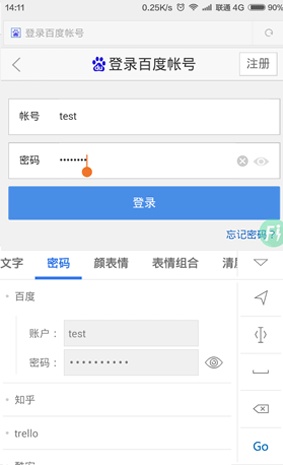 14:11 0.25K/s 联通 4G 90%
登录百度帐号
登录百度帐号 注册
帐号 test
密码 ••••••••
登录
忘记密码
文字 密码 颜表情 表情组合
百度
账户： test
密码： ••••••••••
知乎
trello
Go